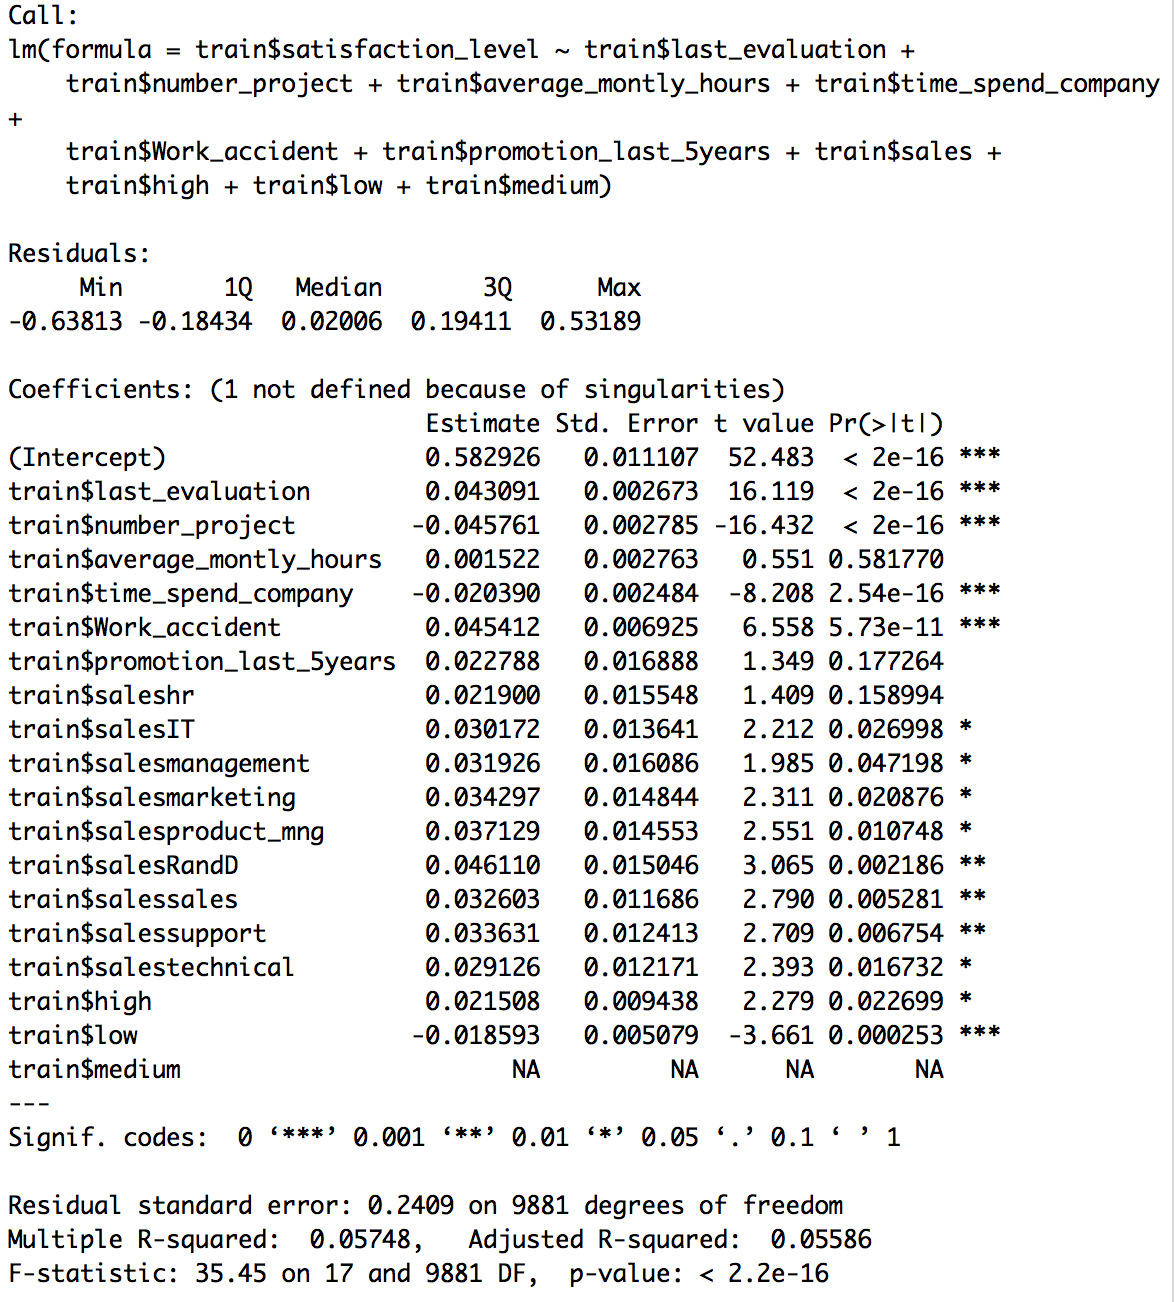 Call:
lm(formula = train$satisfaction_level ~ train$last_evaluation +
    train$number_project + train$average_montly_hours + train$time_spend_company
+
    train$Work_accident + train$promotion_last_5years + train$sales +
    train$high + train$low + train$medium)

Residuals:
     Min       1Q   Median       3Q      Max
-0.63813 -0.18434  0.02006  0.19411  0.53189

Coefficients: (1 not defined because of singularities)
                             Estimate Std. Error t value Pr(>|t|)
(Intercept)                  0.582926   0.011107  52.483  < 2e-16 ***
train$last_evaluation        0.043091   0.002673  16.119  < 2e-16 ***
train$number_project        -0.045761   0.002785 -16.432  < 2e-16 ***
train$average_montly_hours   0.001522   0.002763   0.551 0.581770
train$time_spend_company    -0.020390   0.002484  -8.208 2.54e-16 ***
train$Work_accident          0.045412   0.006925   6.558 5.73e-11 ***
train$promotion_last_5years  0.022788   0.016888   1.349 0.177264
train$saleshr                0.021900   0.015548   1.409 0.158994
train$salesIT                0.030172   0.013641   2.212 0.026998 *
train$salesmanagement        0.031926   0.016086   1.985 0.047198 *
train$salesmarketing         0.034297   0.014844   2.311 0.020876 *
train$salesproduct_mng       0.037129   0.014553   2.551 0.010748 *
train$salesRandD             0.046110   0.015046   3.065 0.002186 **
train$salessales             0.032603   0.011686   2.790 0.005281 **
train$salessupport           0.033631   0.012413   2.709 0.006754 **
train$salestechnical         0.029126   0.012171   2.393 0.016732 *
train$high                   0.021508   0.009438   2.279 0.022699 *
train$low                   -0.018593   0.005079  -3.661 0.000253 ***
train$medium                       NA         NA      NA       NA
---
Signif. codes:  0 ‘***’ 0.001 ‘**’ 0.01 ‘*’ 0.05 ‘.’ 0.1 ‘ ’ 1

Residual standard error: 0.2409 on 9881 degrees of freedom
Multiple R-squared:  0.05748,   Adjusted R-squared:  0.05586
F-statistic: 35.45 on 17 and 9881 DF,  p-value: < 2.2e-16